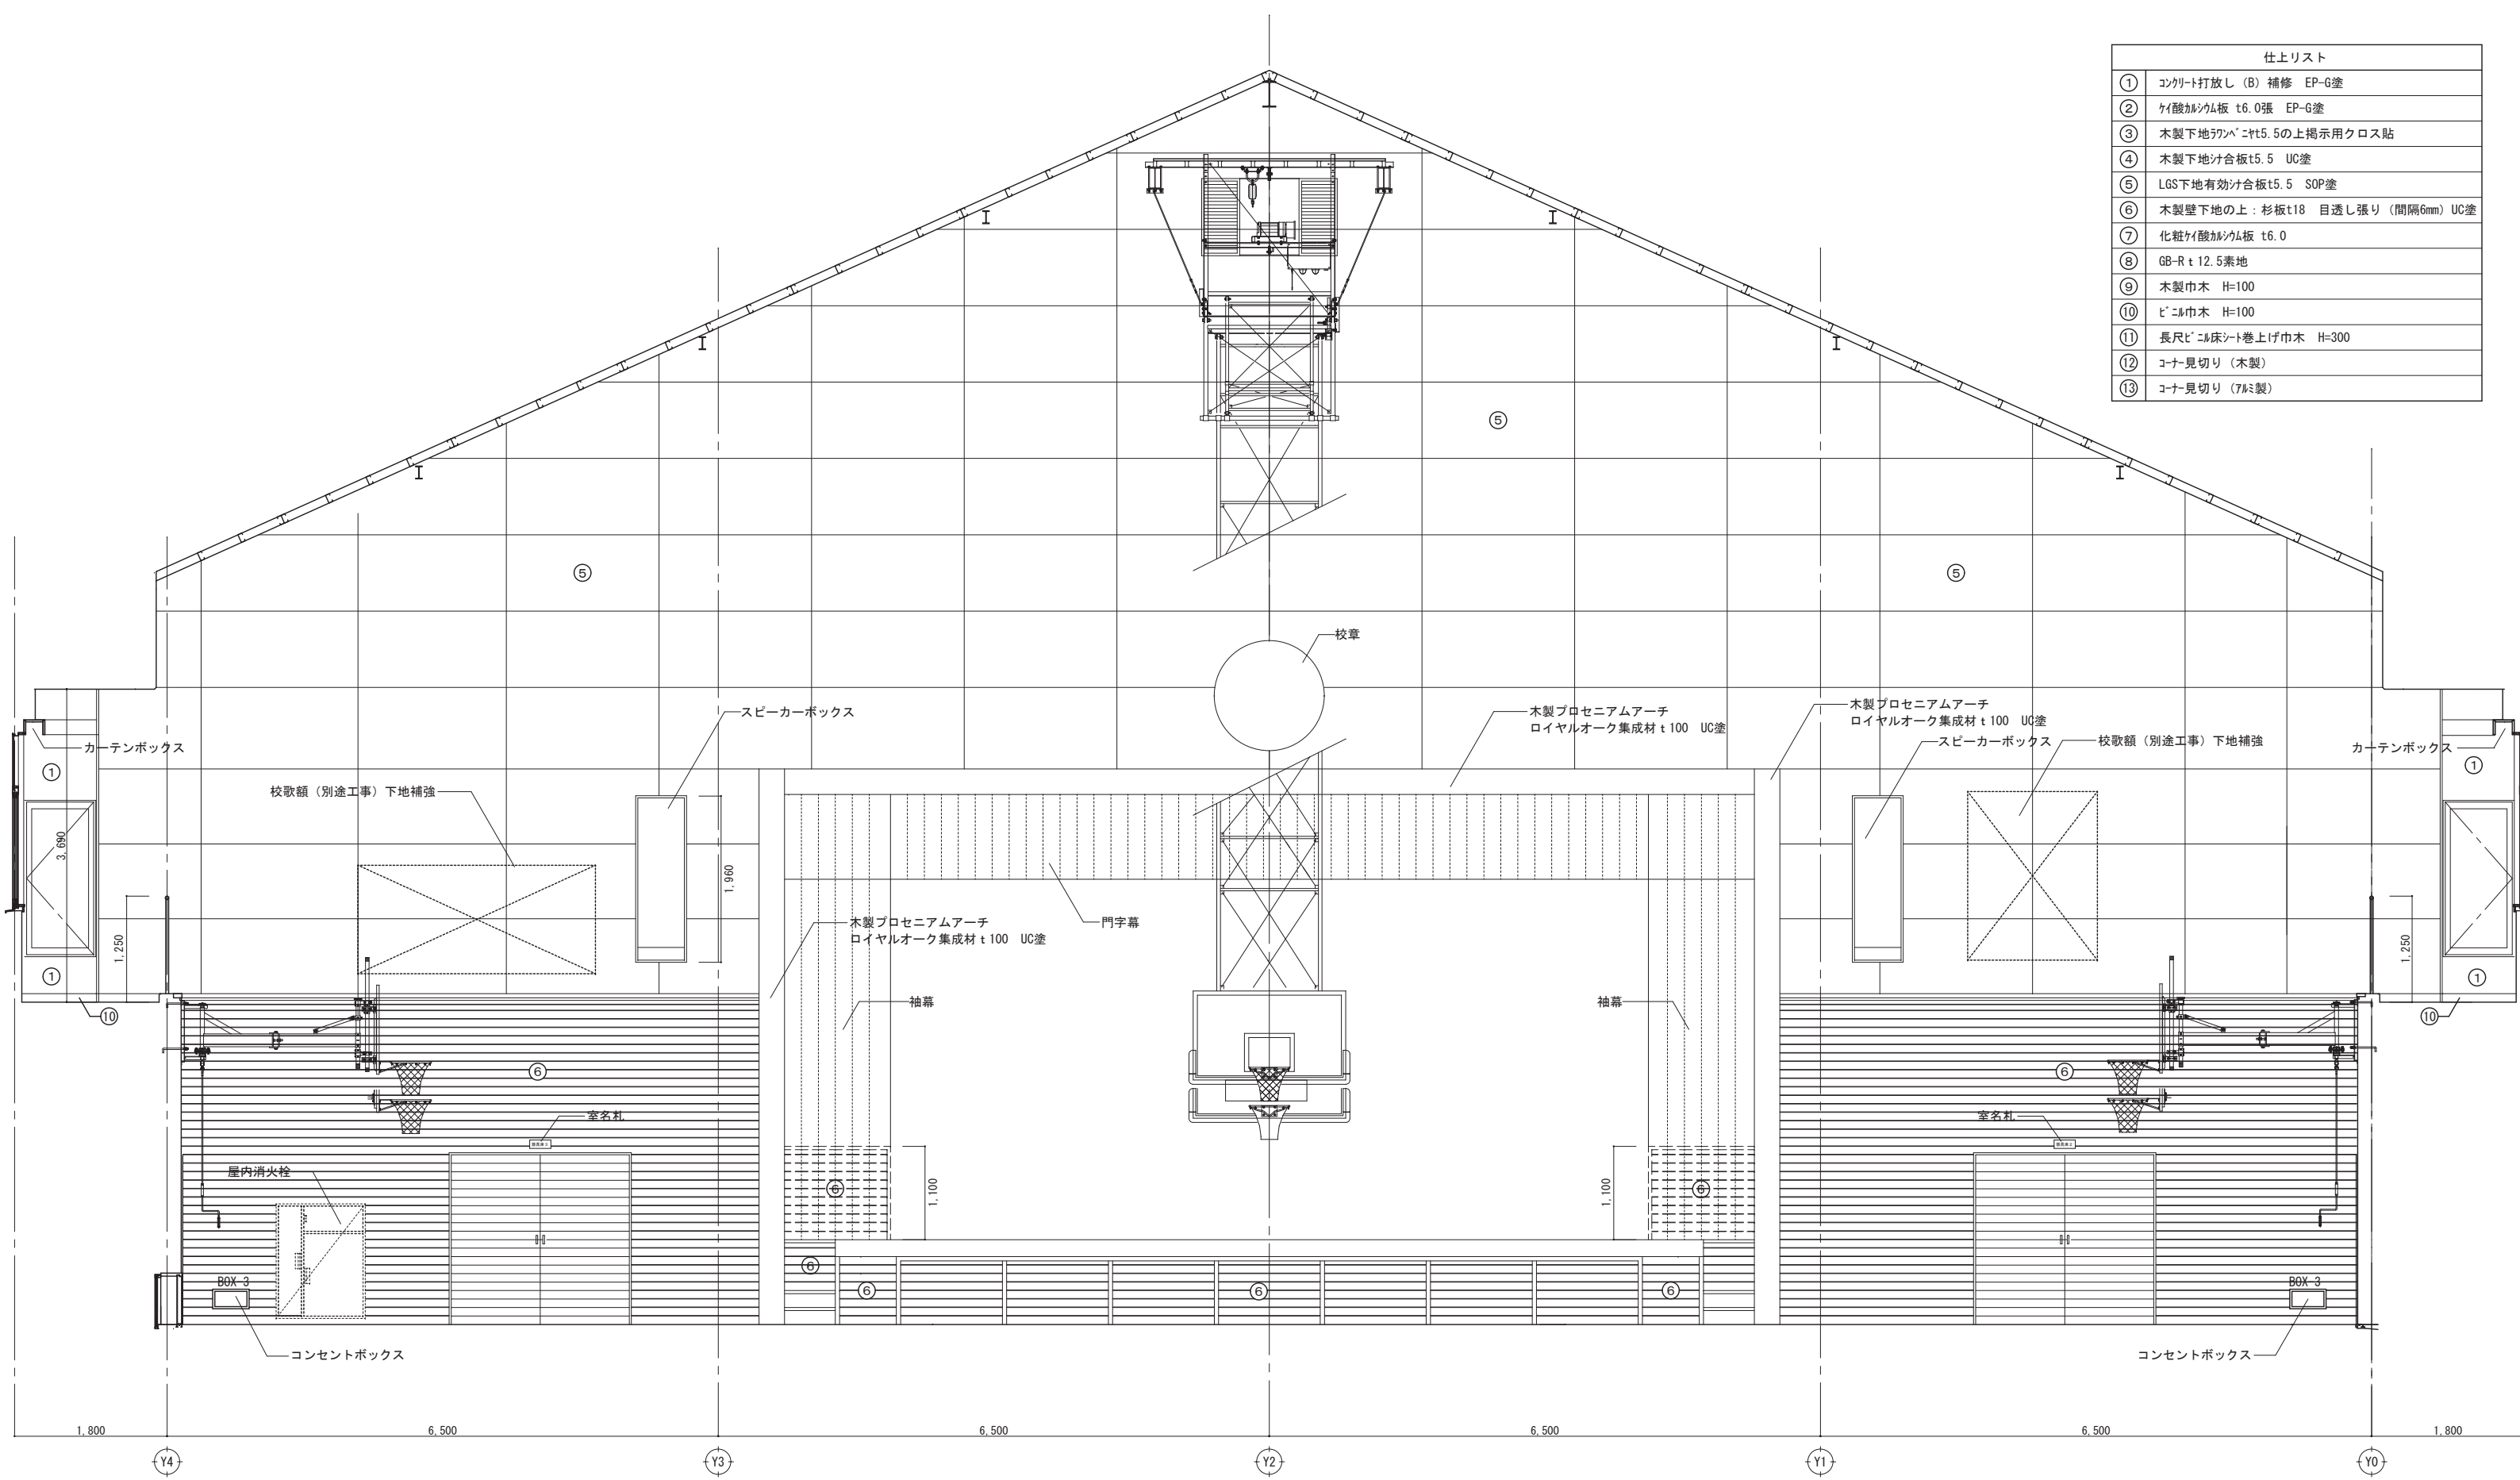 仕上リスト
① コンクリート打放し（B）補修　EP-G塗
② ケイ酸カルシウム板 t6.0張　EP-G塗
③ 木製下地ラワンベニヤt5.5の上掲示用クロス貼
④ 木製下地シナ合板t5.5　UC塗
⑤ LGS下地有効シナ合板t5.5　SOP塗
⑥ 木製壁下地の上：杉板t18　目透し張り（間隔6mm）UC塗
⑦ 化粧ケイ酸カルシウム板 t6.0
⑧ GB-R t 12.5素地
⑨ 木製巾木　H=100
⑩ ビニル巾木　H=100
⑪ 長尺ビニル床シート巻上げ巾木　H=300
⑫ コーナー見切り（木製）
⑬ コーナー見切り（アルミ製）
⑤
⑤
⑤
校章
スピーカーボックス
木製プロセニアムアーチ
ロイヤルオーク集成材 t 100　UC塗
木製プロセニアムアーチ
ロイヤルオーク集成材 t 100　UC塗
スピーカーボックス
校歌額（別途工事）下地補強
カーテンボックス
カーテンボックス
①
①
校歌額（別途工事）下地補強
3,690
1,960
木製プロセニアムアーチ
ロイヤルオーク集成材 t 100　UC塗
門字幕
1,250
1,250
①
①
袖幕
袖幕
⑩
⑩
⑥
⑥
室名札
室名札
屋内消火栓
⑥
1,100
1,100
⑥
⑥
⑥
⑥
⑥
BOX-3
BOX-3
コンセントボックス
コンセントボックス
1,800
6,500
6,500
6,500
6,500
1,800
Y4
Y3
Y2
Y1
Y0